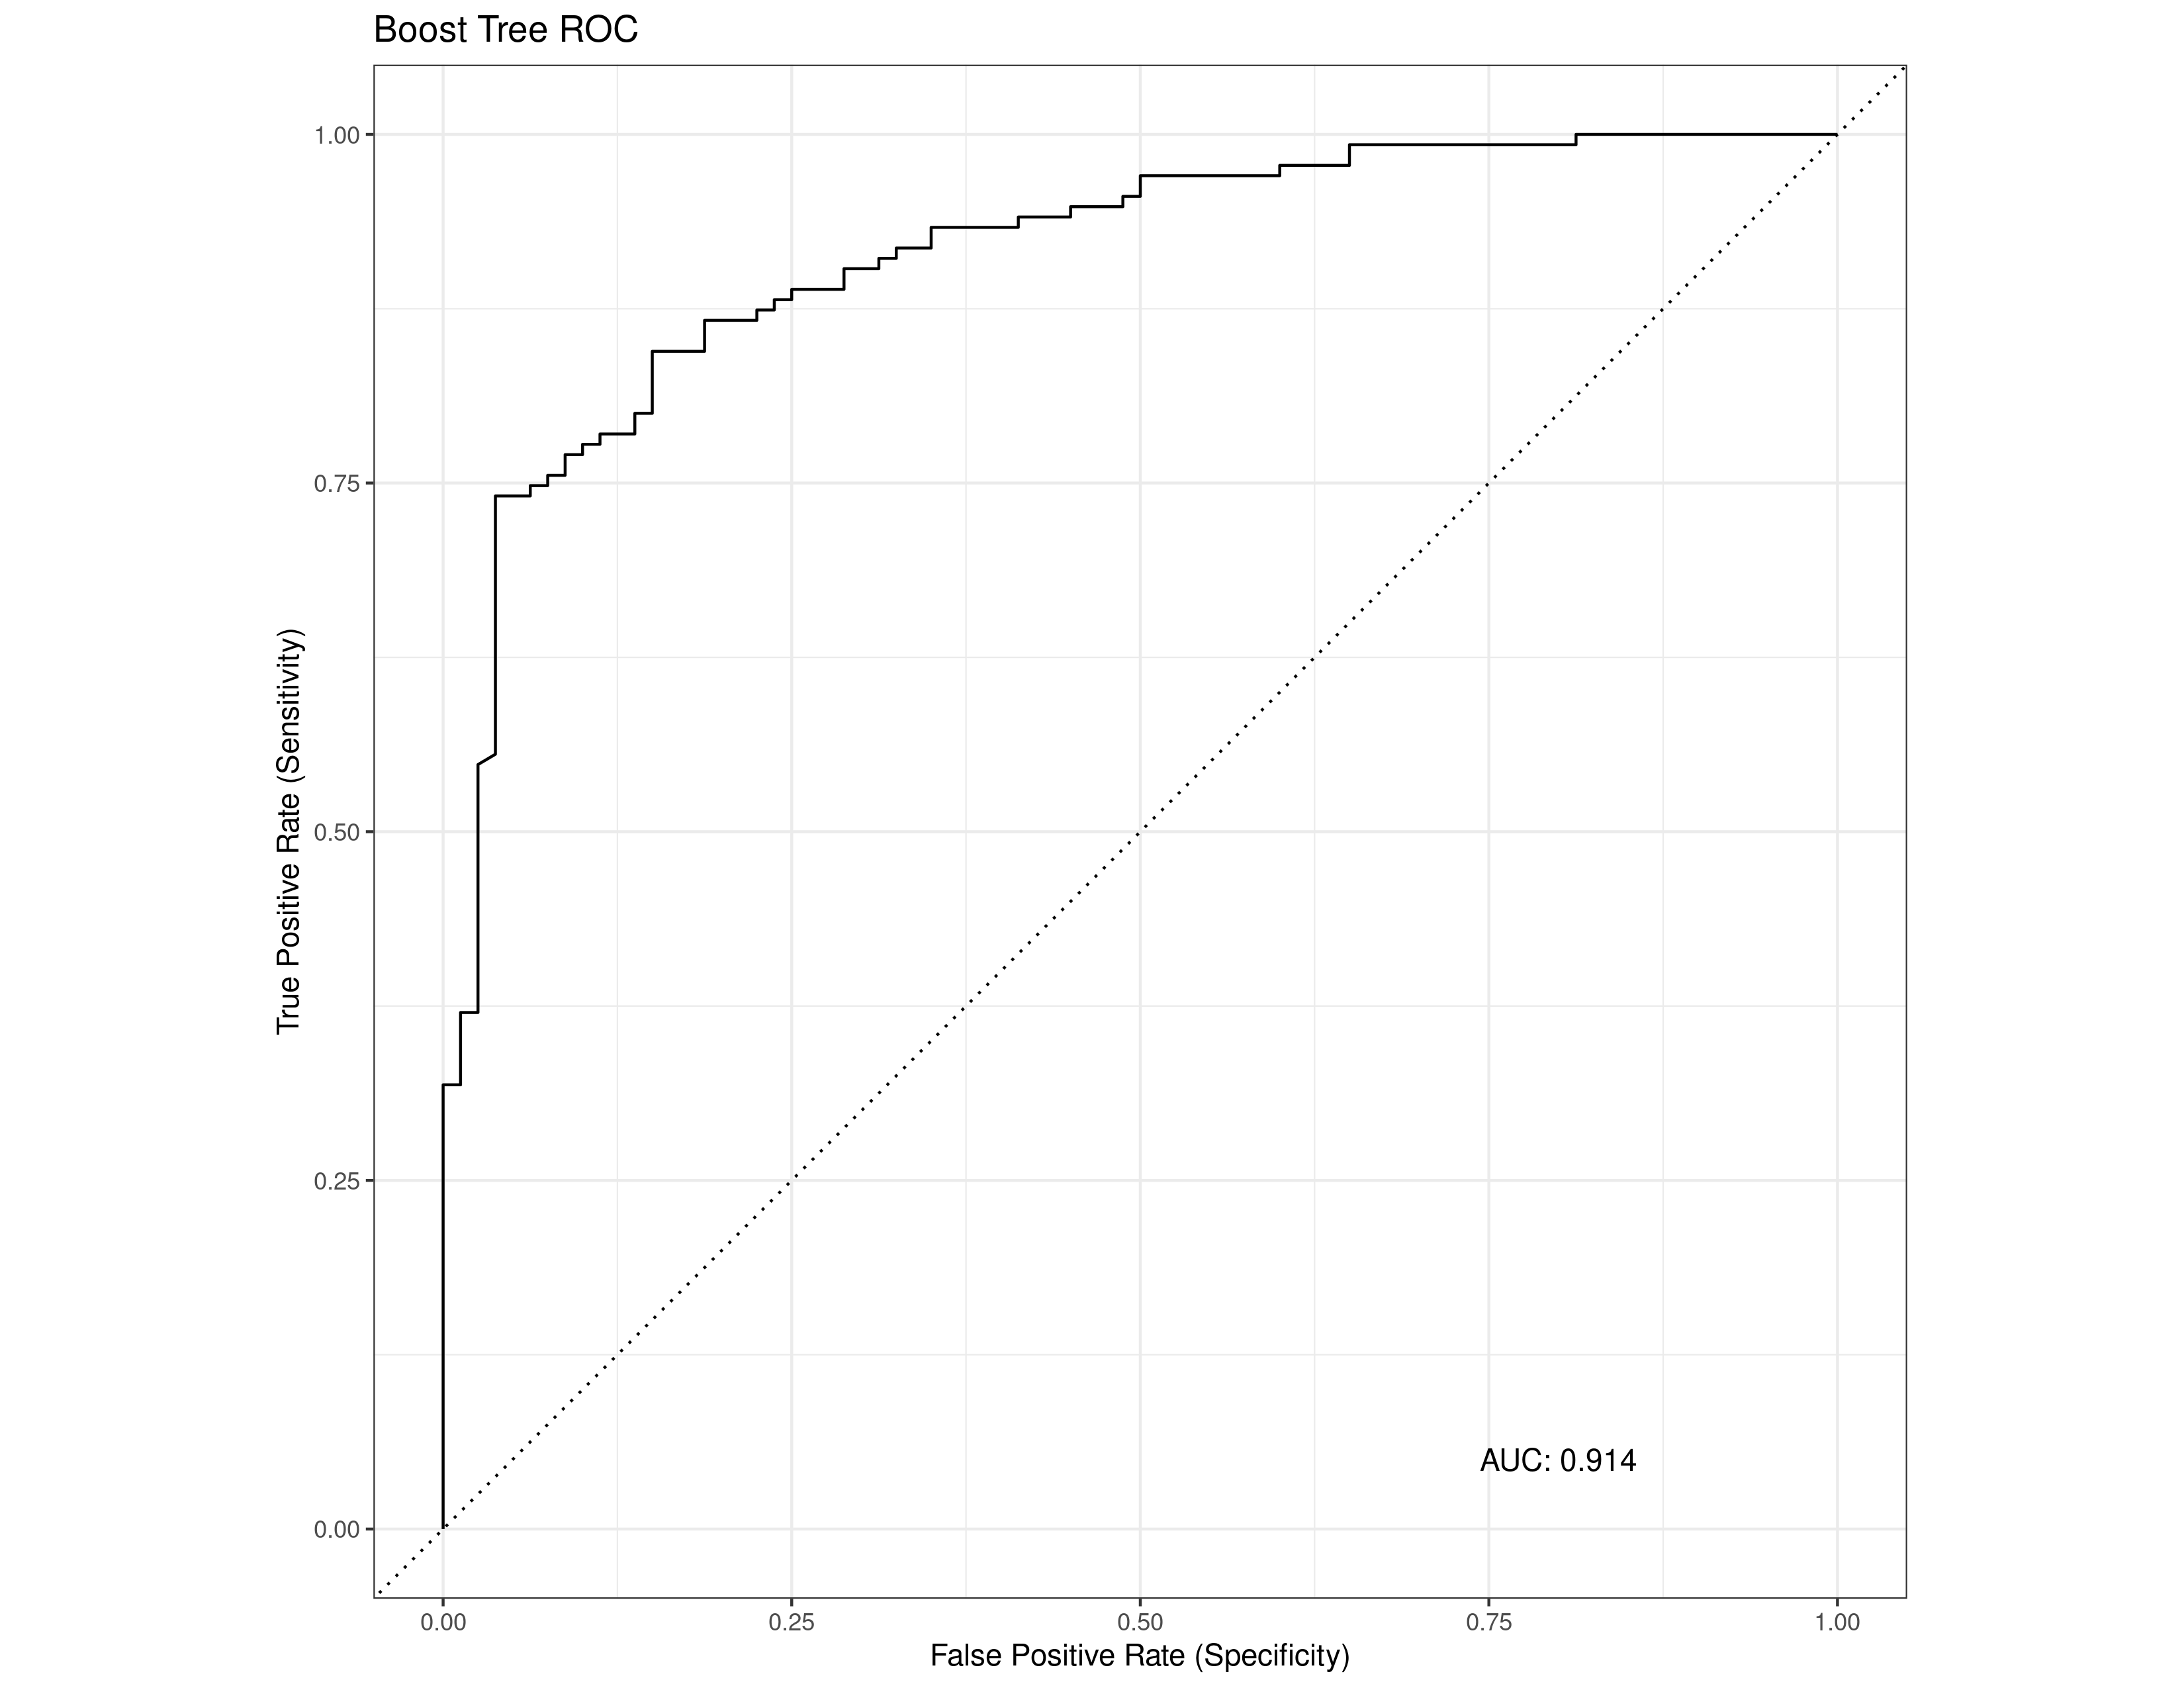 Boost Tree ROC
True Positive Rate (Sensitivity)
1.00
0.75
0.50
0.25
0.00
AUC: 0.914
0.00 0.25 0.50 0.75 1.00
False Positive Rate (Specificity)